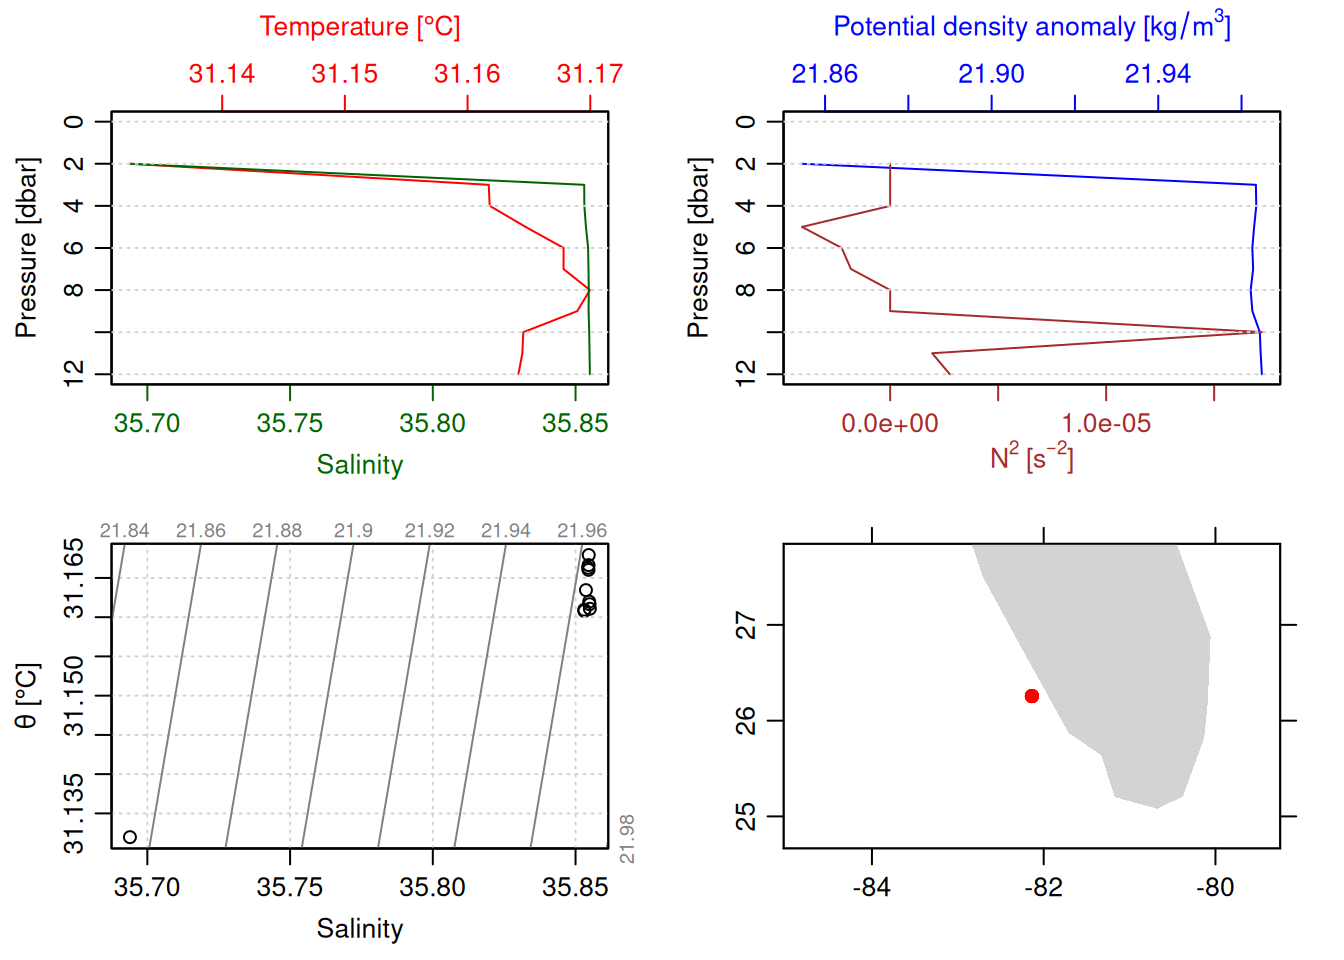 Temperature [°C]
31.14 31.15 31.16 31.17
Pressure [dbar]
0
2
4
6
8
12
35.70 35.75 35.80 35.85
Salinity
Potential density anomaly [kg/m³]
21.86 21.90 21.94
Pressure [dbar]
0
2
4
6
8
12
0.0e+00 1.0e-05
N² [s⁻²]
21.84 21.86 21.88 21.9 21.92 21.94 21.96
21.98
θ [°C]
31.165
31.150
31.135
35.70 35.75 35.80 35.85
Salinity
27
26
25
-84 -82 -80